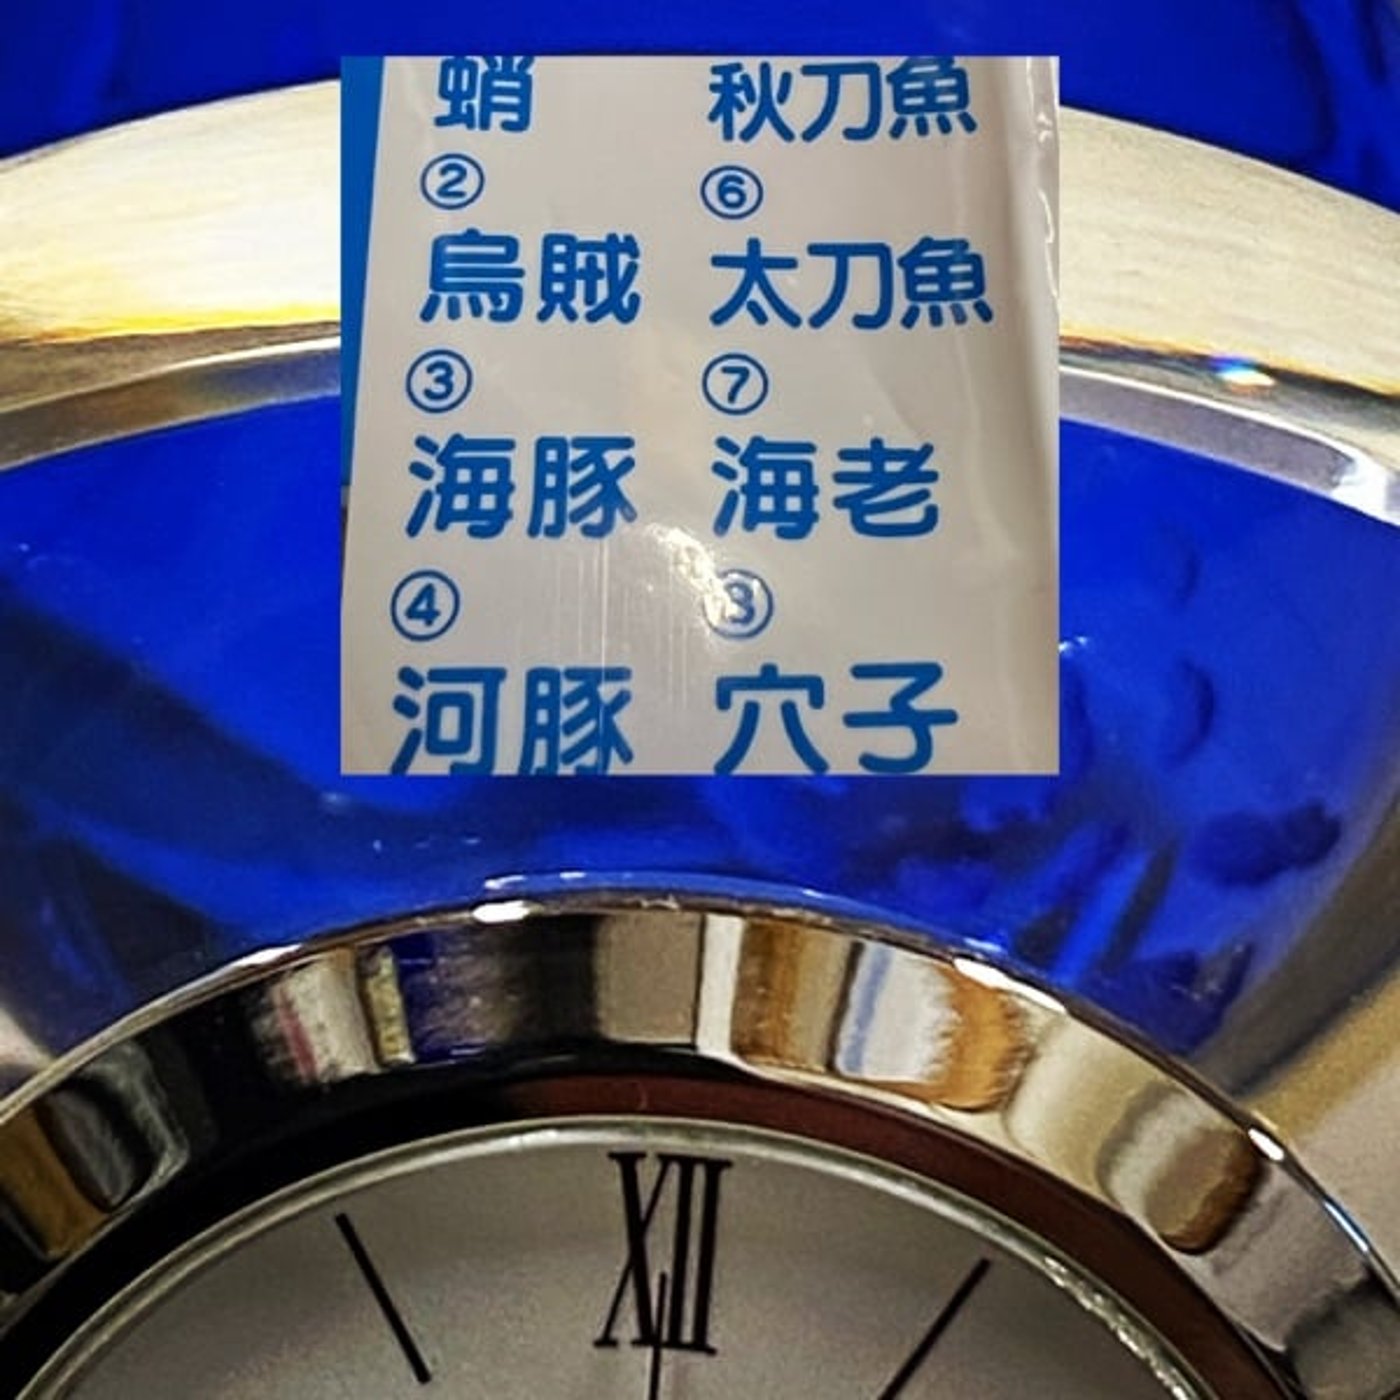 蛸
②
烏賊
③
海豚
④
河豚
秋刀魚
⑥
太刀魚
⑦
海老
⑧
穴子
XII